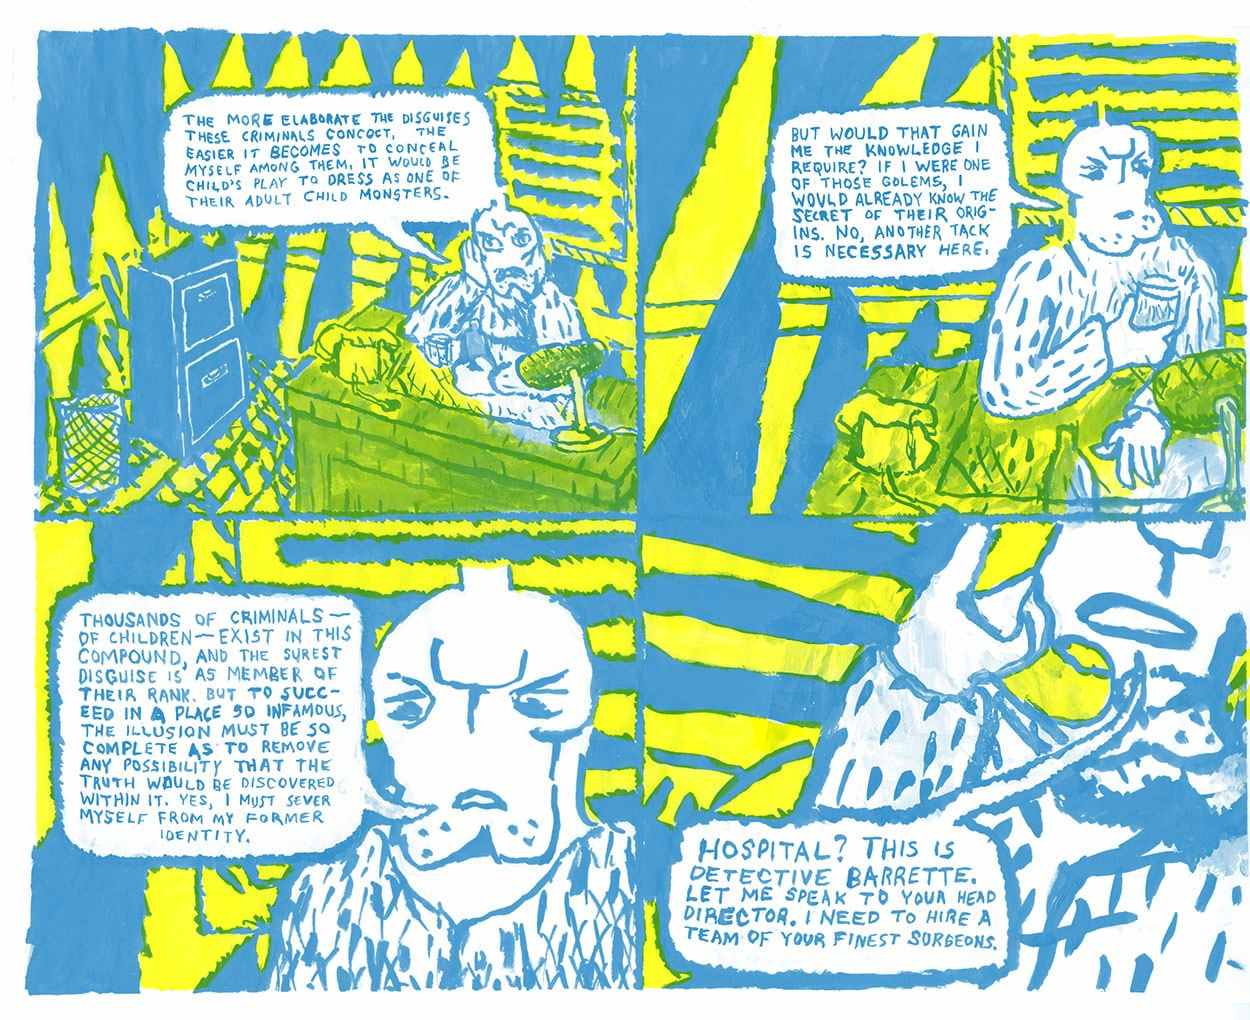 THE MORE ELABORATE THE DISGUISES
THESE CRIMINALS CONCOCT, THE
EASIER IT BECOMES TO CONCEAL
MYSELF AMONG THEM. IT WOULD BE
CHILD'S PLAY TO DRESS AS ONE OF
THEIR ADULT CHILD MONSTERS.
BUT WOULD THAT GAIN
ME THE KNOWLEDGE I
REQUIRE? IF I WERE ONE
OF THOSE GOLEMS, I
WOULD ALREADY KNOW THE
SECRET OF THEIR ORIG-
INS. NO, ANOTHER TACK
IS NECESSARY HERE.
THOUSANDS OF CRIMINALS—
OF CHILDREN—EXIST IN THIS
COMPOUND, AND THE SUREST
DISGUISE IS AS MEMBER OF
THEIR RANK. BUT TO SUCC-
EED IN A PLACE SO INFAMOUS,
THE ILLUSION MUST BE SO
COMPLETE AS TO REMOVE
ANY POSSIBILITY THAT THE
TRUTH WOULD BE DISCOVERED
WITHIN IT. YES, I MUST SEVER
MYSELF FROM MY FORMER
IDENTITY.
HOSPITAL? THIS IS
DETECTIVE BARRETTE.
LET ME SPEAK TO YOUR HEAD
DIRECTOR. I NEED TO HIRE A
TEAM OF YOUR FINEST SURGEONS.